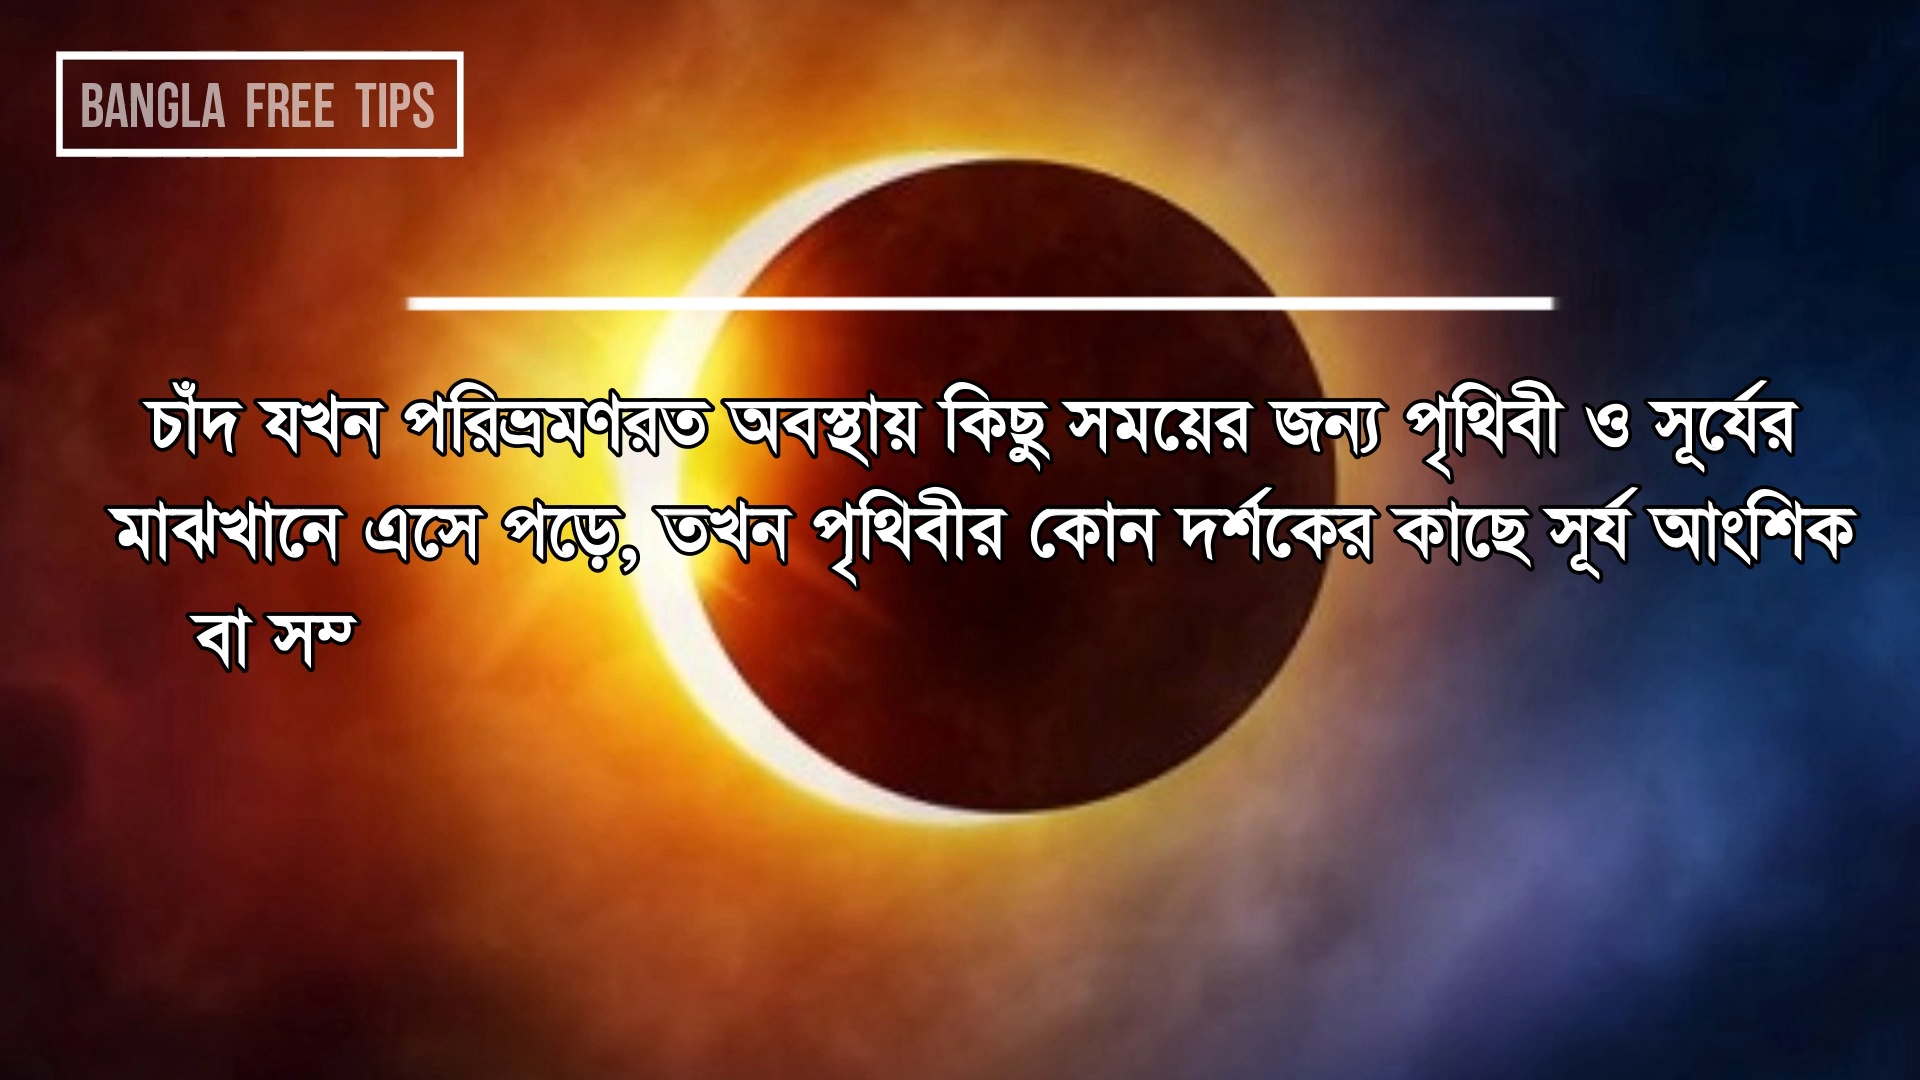 BANGLA FREE TIPS
চাঁদ যখন পরিভ্রমণরত অবস্থায় কিছু সময়ের জন্য পৃথিবী ও সূর্যের
মাঝখানে এসে পড়ে, তখন পৃথিবীর কোন দর্শকের কাছে সূর্য আংশিক
বা সম্